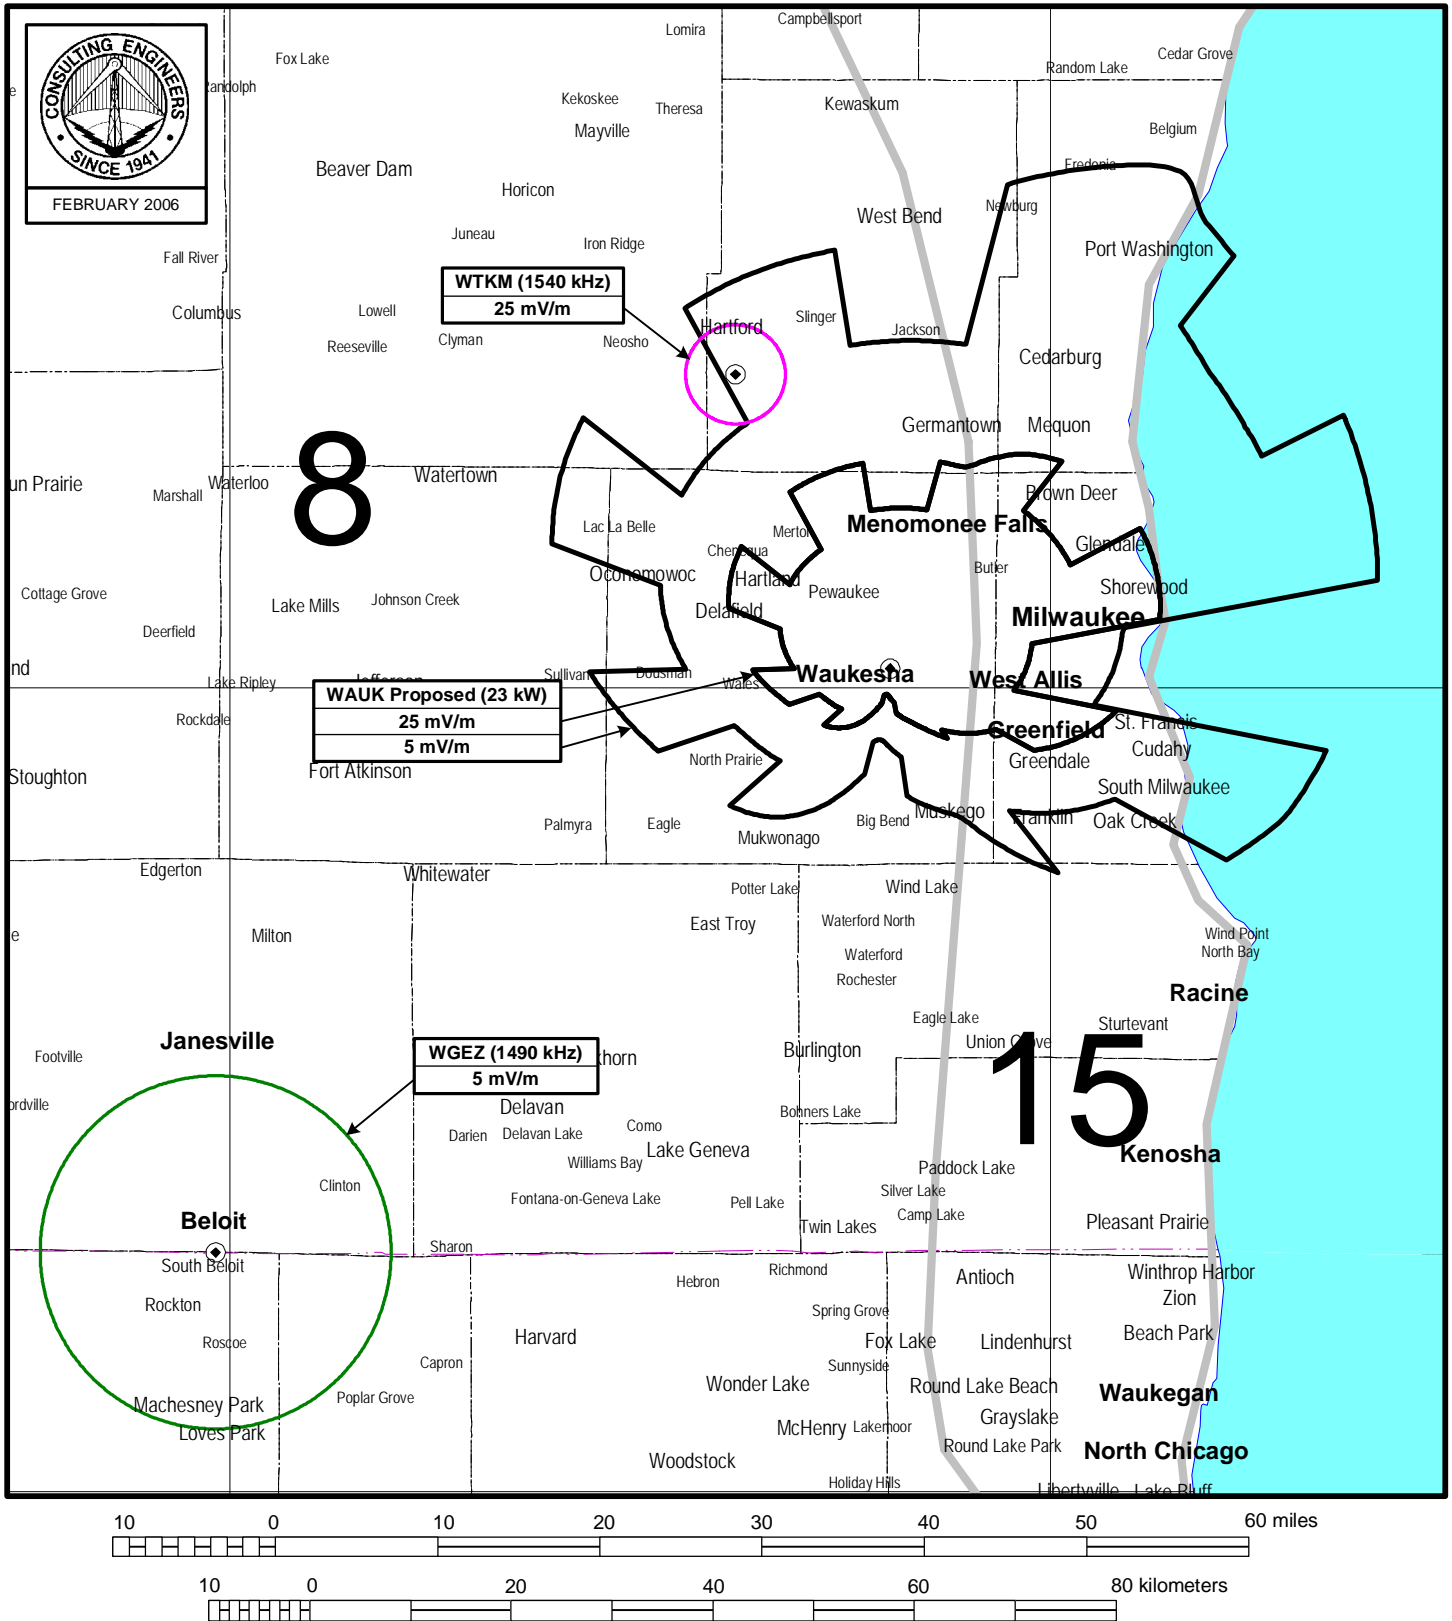 Campbellsport
Lomira
Cedar Grove
Fox Lake
Random Lake
CONSULTING ENGINEERS
SINCE 1941
FEBRUARY 2006
Randolph
Kekoskee
Theresa
Kewaskum
Mayville
Belgium
Beaver Dam
Fredonia
Horicon
Newburg
West Bend
Juneau
Iron Ridge
Port Washington
Fall River
WTKM (1540 kHz)
25 mV/m
Columbus
Lowell
Slinger
Hartford
Jackson
Reeseville
Clyman
Neosho
Cedarburg
Germantown
Mequon
8
Watertown
un Prairie
Waterloo
Marshall
Brown Deer
Lac La Belle
Menomonee Falls
Merton
Glendale
Chenequa
Butler
Oconomowoc
Hartland
Pewaukee
Shorewood
Cottage Grove
Johnson Creek
Lake Mills
Delafield
Milwaukee
Deerfield
nd
Sullivan
Dousman
Waukesha
West Allis
Lake Ripley
Jefferson
Wales
WAUK Proposed (23 kW)
25 mV/m
5 mV/m
Rockdale
St. Francis
Greenfield
Cudahy
North Prairie
Greendale
Stoughton
Fort Atkinson
South Milwaukee
Muskego
Franklin
Oak Creek
Palmyra
Eagle
Big Bend
Mukwonago
Edgerton
Whitewater
Potter Lake
Wind Lake
East Troy
Waterford North
e
Milton
Wind Point
North Bay
Waterford
Rochester
Racine
Eagle Lake
Sturtevant
Janesville
Union Grove
15
Footville
WGEZ (1490 kHz)
5 mV/m
khorn
Burlington
ordville
Delavan
Bohners Lake
Como
Darien
Delavan Lake
Lake Geneva
Kenosha
Williams Bay
Paddock Lake
Clinton
Silver Lake
Fontana-on-Geneva Lake
Pell Lake
Camp Lake
Beloit
Twin Lakes
Pleasant Prairie
Sharon
South Beloit
Richmond
Winthrop Harbor
Hebron
Antioch
Zion
Rockton
Spring Grove
Roscoe
Harvard
Fox Lake
Lindenhurst
Beach Park
Capron
Sunnyside
Wonder Lake
Round Lake Beach
Waukegan
Poplar Grove
Machesney Park
Grayslake
McHenry
Lakemoor
Loves Park
Round Lake Park
North Chicago
Woodstock
Holiday Hills
Libertyville
Lake Bluff
10 0 10 20 30 40 50 60 miles
10 0 20 40 60 80 kilometers